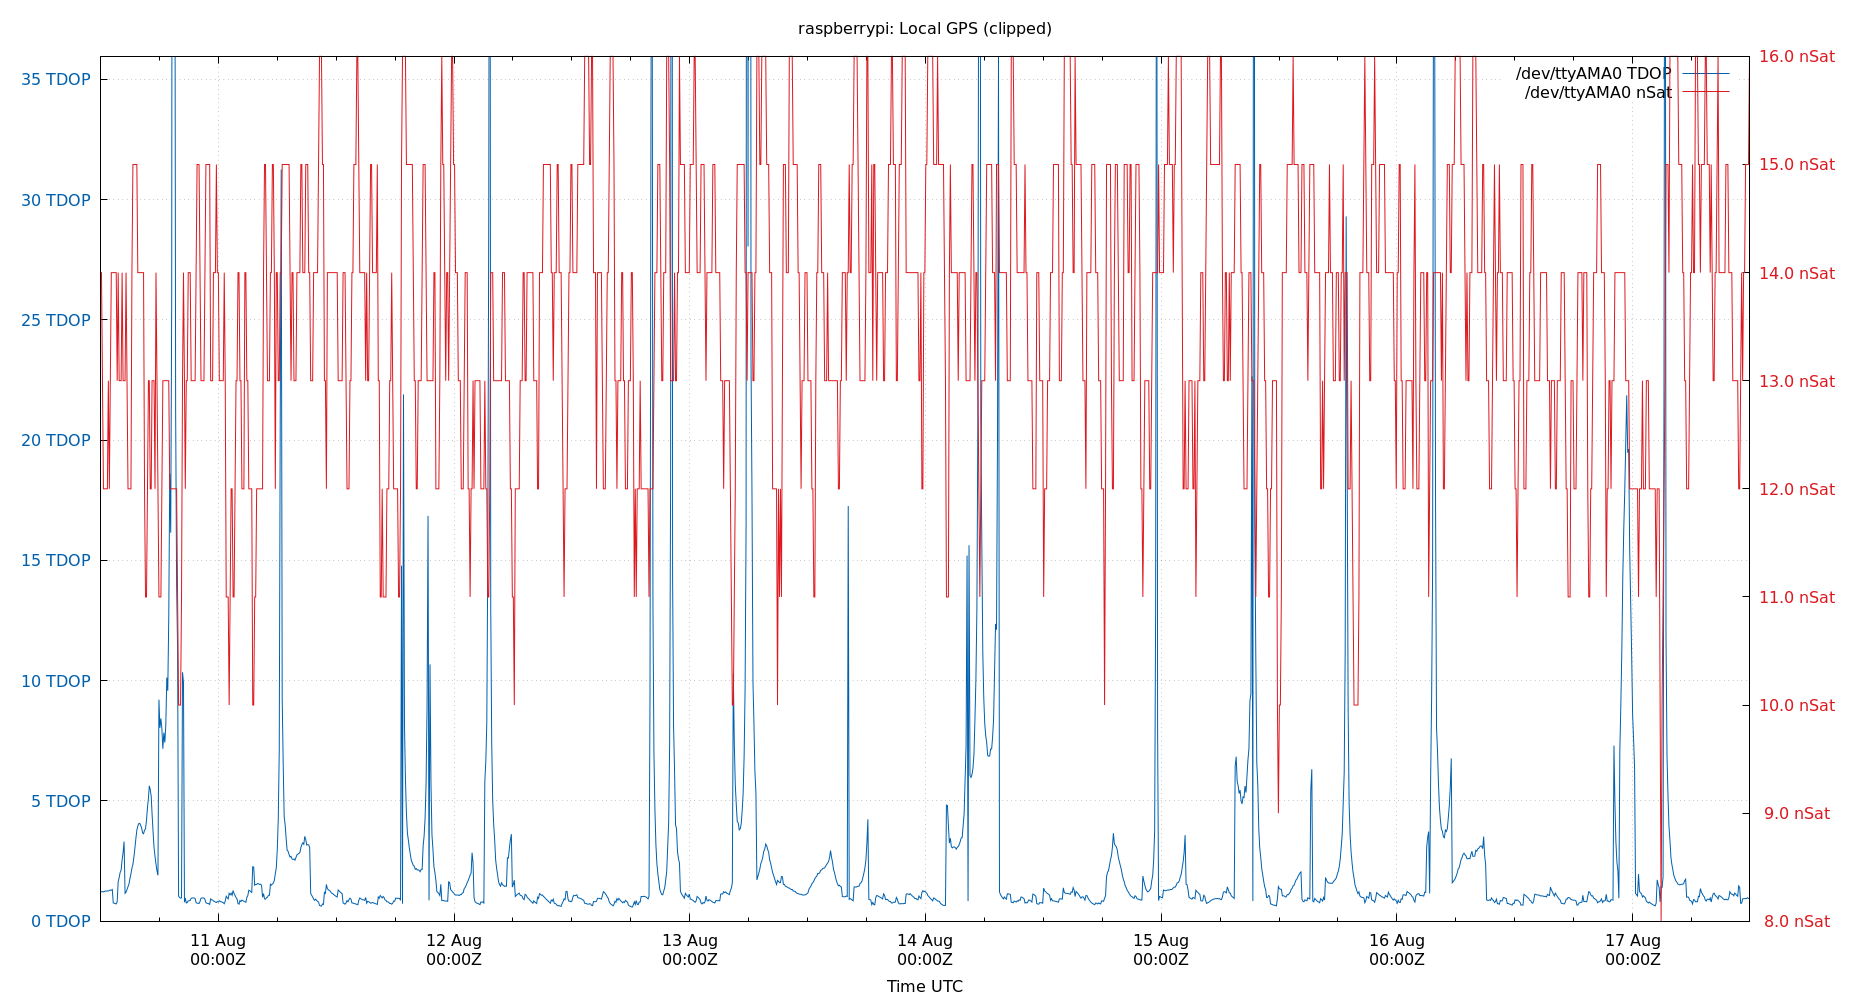 raspberrypi: Local GPS (clipped)
/dev/ttyAMA0 TDOP
/dev/ttyAMA0 nSat
35 TDOP
30 TDOP
25 TDOP
20 TDOP
15 TDOP
10 TDOP
5 TDOP
0 TDOP
16.0 nSat
15.0 nSat
14.0 nSat
13.0 nSat
12.0 nSat
11.0 nSat
10.0 nSat
9.0 nSat
8.0 nSat
11 Aug
00:00Z
12 Aug
00:00Z
13 Aug
00:00Z
14 Aug
00:00Z
15 Aug
00:00Z
16 Aug
00:00Z
17 Aug
00:00Z
Time UTC